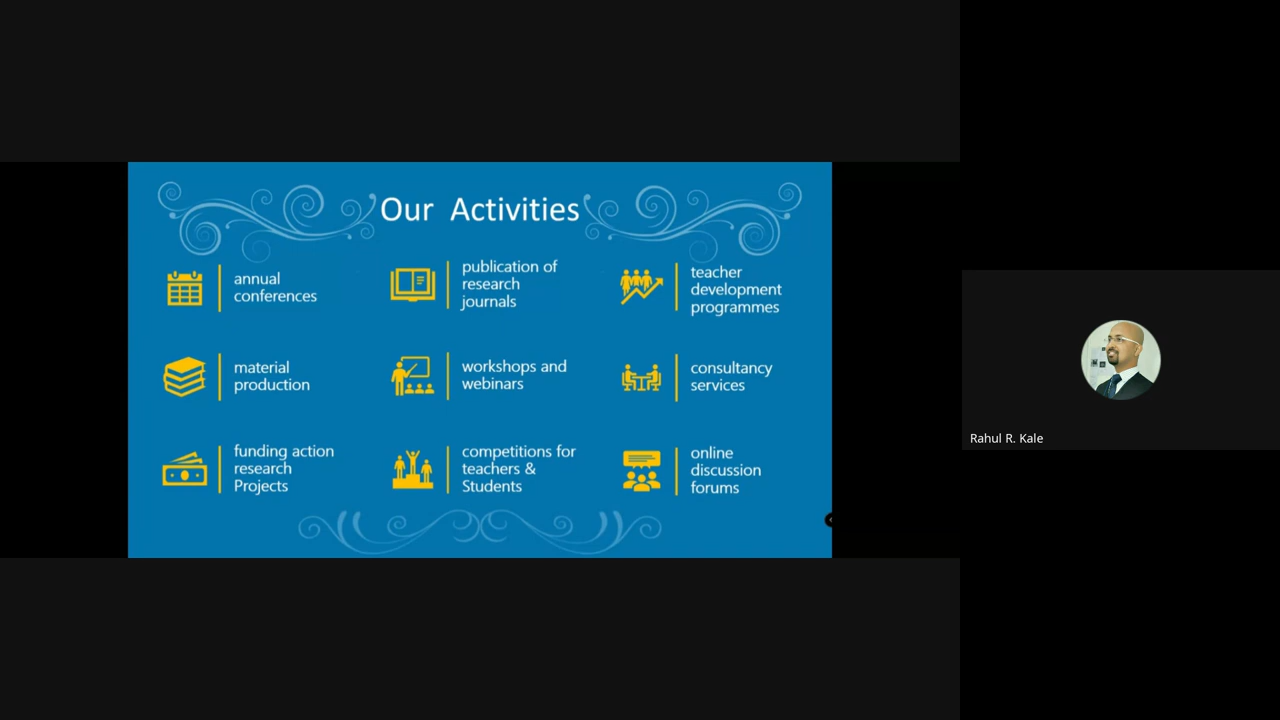 Our Activities
annual
conferences
publication of
research
journals
teacher
development
programmes
material
production
workshops and
webinars
consultancy
services
funding action
research
Projects
competitions for
teachers &
Students
online
discussion
forums
Rahul R. Kale